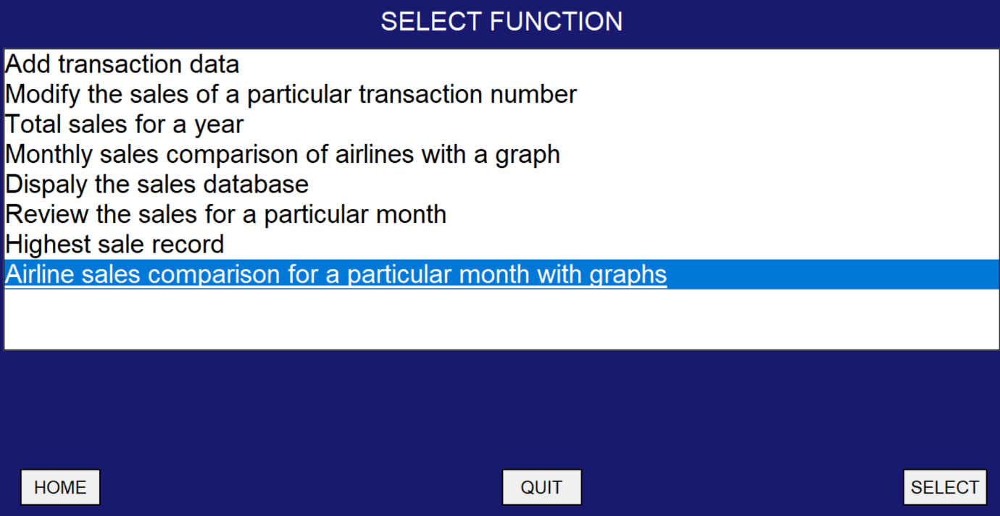 SELECT FUNCTION
Add transaction data
Modify the sales of a particular transaction number
Total sales for a year
Monthly sales comparison of airlines with a graph
Dispaly the sales database
Review the sales for a particular month
Highest sale record
Airline sales comparison for a particular month with graphs
HOME
QUIT
SELECT